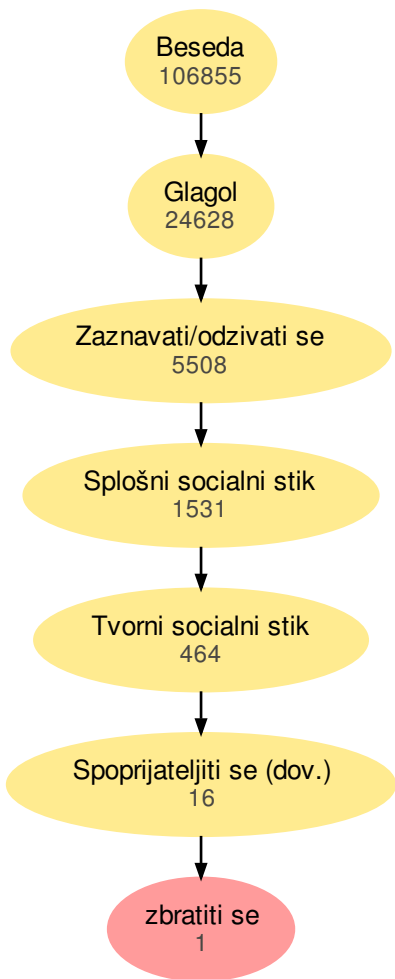 Beseda
106855
Glagol
24628
Zaznavati/odzivati se
5508
Splošni socialni stik
1531
Tvorni socialni stik
464
Spoprijateljiti se (dov.)
16
zbratiti se
1